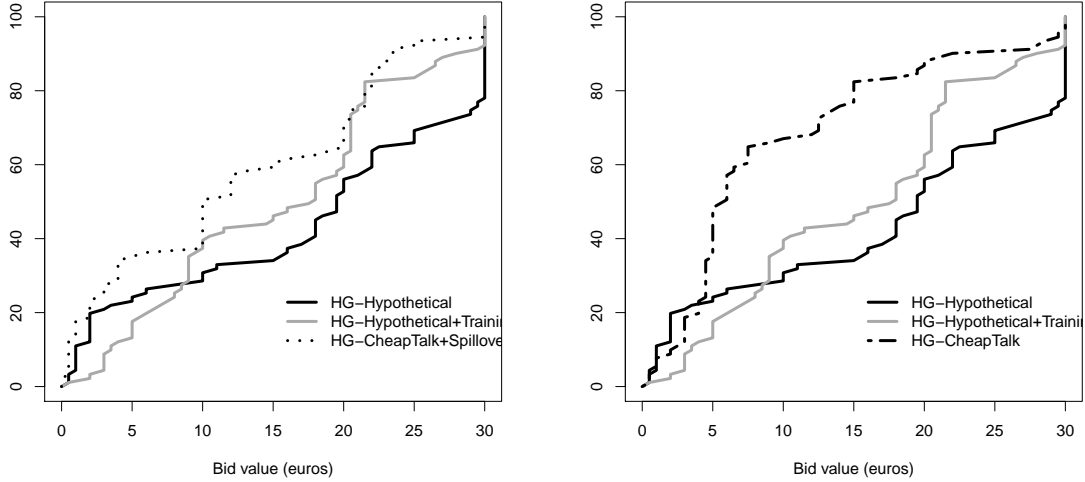 100
80
60
40
20
0
HG−Hypothetical
HG−Hypothetical+Trainin
HG−CheapTalk+Spillove
0 5 10 15 20 25 30
Bid value (euros)
100
80
60
40
20
0
HG−Hypothetical
HG−Hypothetical+Trainin
HG−CheapTalk
0 5 10 15 20 25 30
Bid value (euros)